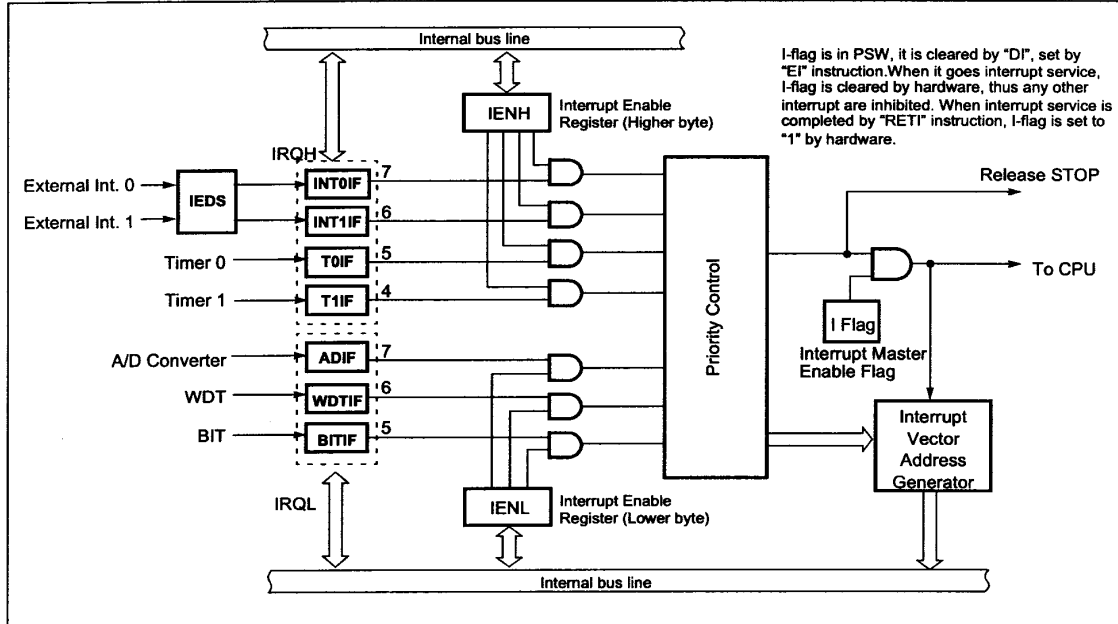 Internal bus line
I-flag is in PSW, it is cleared by "DI", set by
"EI" instruction.When it goes interrupt service,
I-flag is cleared by hardware, thus any other
interrupt are inhibited. When interrupt service is
completed by "RETI" instruction, I-flag is set to
"1" by hardware.
IENH
Interrupt Enable
Register (Higher byte)
IRQH
External Int. 0
External Int. 1
IEDS
INT0IF
7
INT1IF
6
Timer 0
T0IF
5
Timer 1
T1IF
4
A/D Converter
ADIF
7
WDT
WDTIF
6
BIT
BITIF
5
IRQL
IENL
Interrupt Enable
Register (Lower byte)
Priority Control
Release STOP
To CPU
I Flag
Interrupt Master
Enable Flag
Interrupt
Vector
Address
Generator
Internal bus line